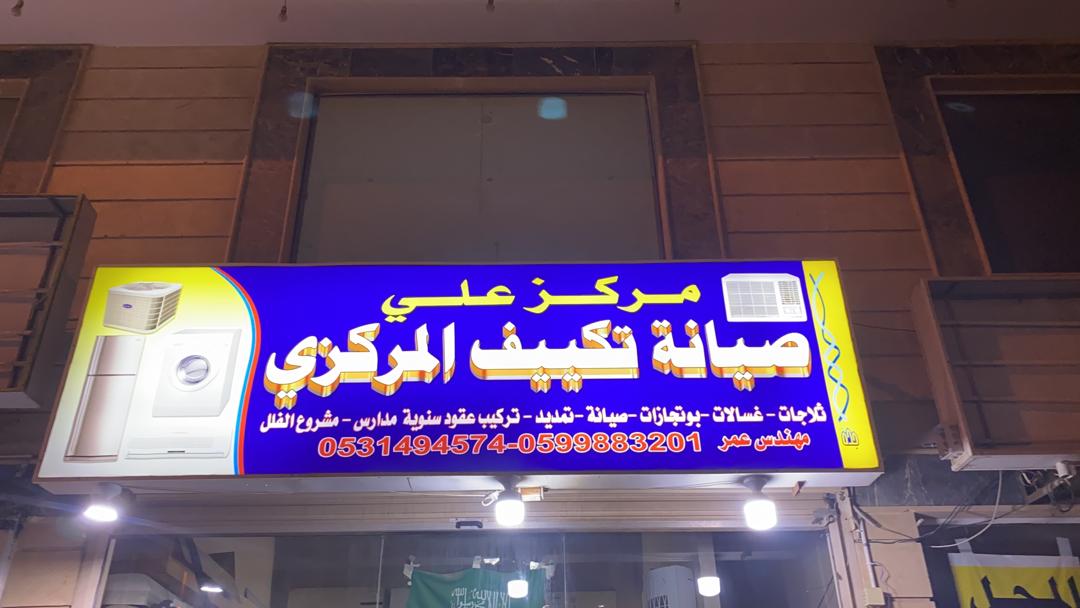 مركز علي
صيانة تكييف المركزي
ثلاجات - غسالات - بوتجازات - صيانة - تمديد - تركيب عقود سنوية مدارس - مشروع الفلل
مهندس عمر 0599883201-0531494574
المحل